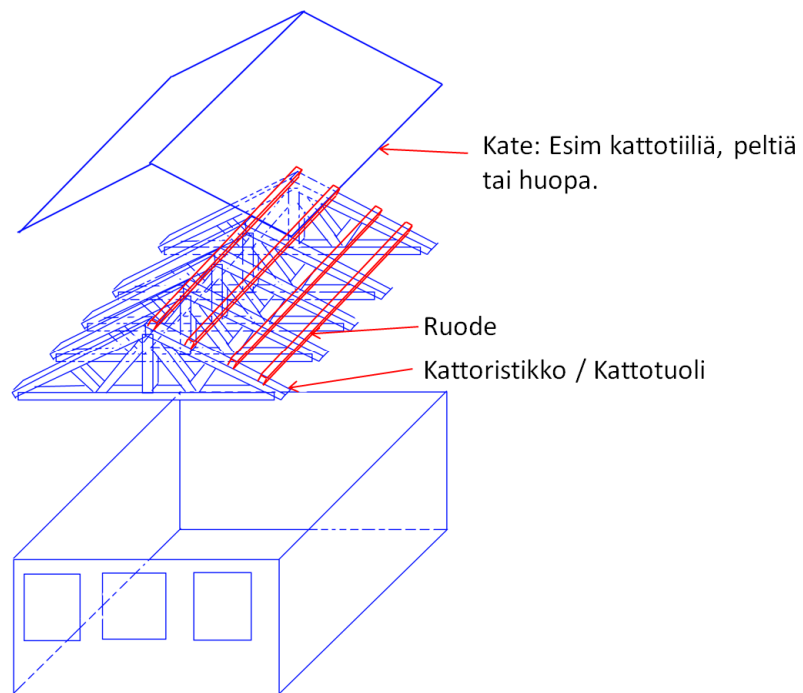 Kate: Esim kattotiiliä, peltiä
tai huopa.
Ruode
Kattoristikko / Kattotuoli